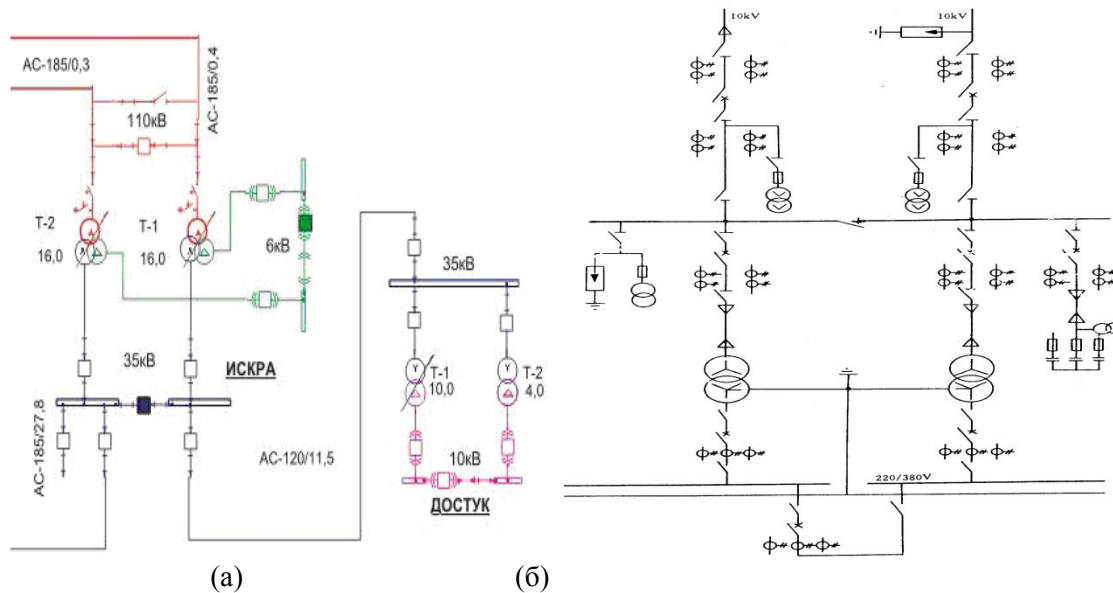 АС-185/0,3
АС-185/0,4
110кВ
Т-2
16,0
Т-1
16,0
6кВ
35кВ
ИСКРА
АС-185/27,8
АС-120/11,5
35кВ
Т-1
10,0
Т-2
4,0
10кВ
ДОСТУК
10kV
10kV
220/380V
(а)
(б)